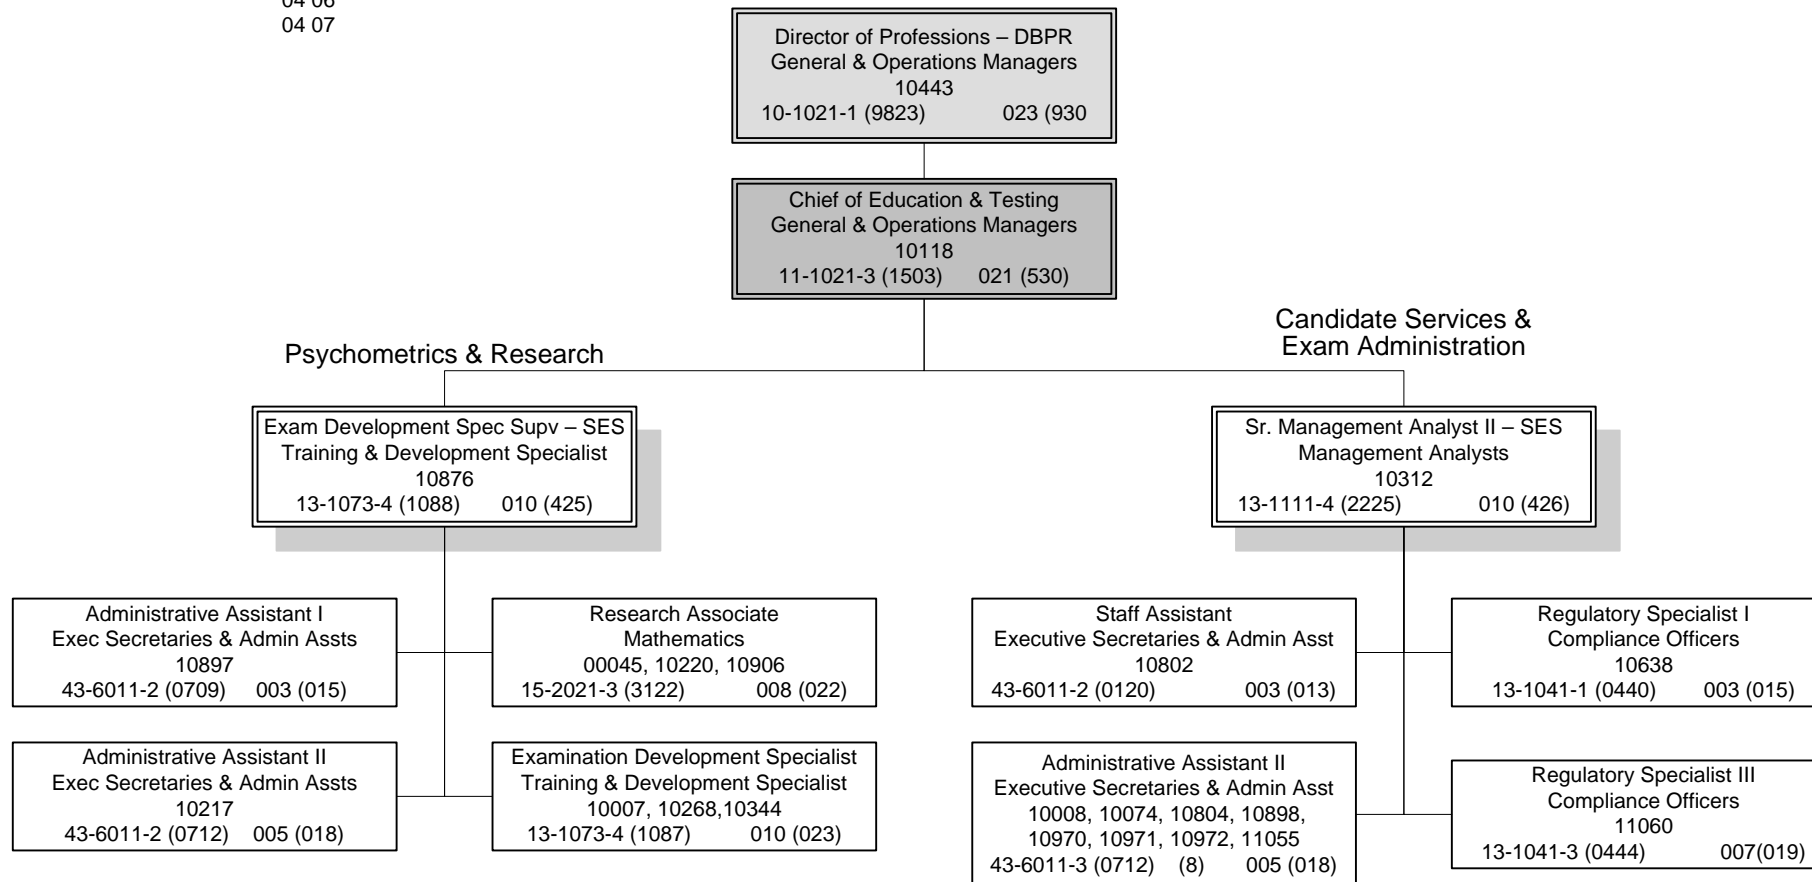 04 06
04 07
Director of Professions – DBPR
General & Operations Managers
10443
10-1021-1 (9823) 023 (930
Chief of Education & Testing
General & Operations Managers
10118
11-1021-3 (1503) 021 (530)
Psychometrics & Research
Candidate Services &
Exam Administration
Exam Development Spec Supv – SES
Training & Development Specialist
10876
13-1073-4 (1088) 010 (425)
Sr. Management Analyst II – SES
Management Analysts
10312
13-1111-4 (2225) 010 (426)
Administrative Assistant I
Exec Secretaries & Admin Assts
10897
43-6011-2 (0709) 003 (015)
Research Associate
Mathematics
00045, 10220, 10906
15-2021-3 (3122) 008 (022)
Staff Assistant
Executive Secretaries & Admin Asst
10802
43-6011-2 (0120) 003 (013)
Regulatory Specialist I
Compliance Officers
10638
13-1041-1 (0440) 003 (015)
Administrative Assistant II
Exec Secretaries & Admin Assts
10217
43-6011-2 (0712) 005 (018)
Examination Development Specialist
Training & Development Specialist
10007, 10268,10344
13-1073-4 (1087) 010 (023)
Administrative Assistant II
Executive Secretaries & Admin Asst
10008, 10074, 10804, 10898,
10970, 10971, 10972, 11055
43-6011-3 (0712) (8) 005 (018)
Regulatory Specialist III
Compliance Officers
11060
13-1041-3 (0444) 007(019)